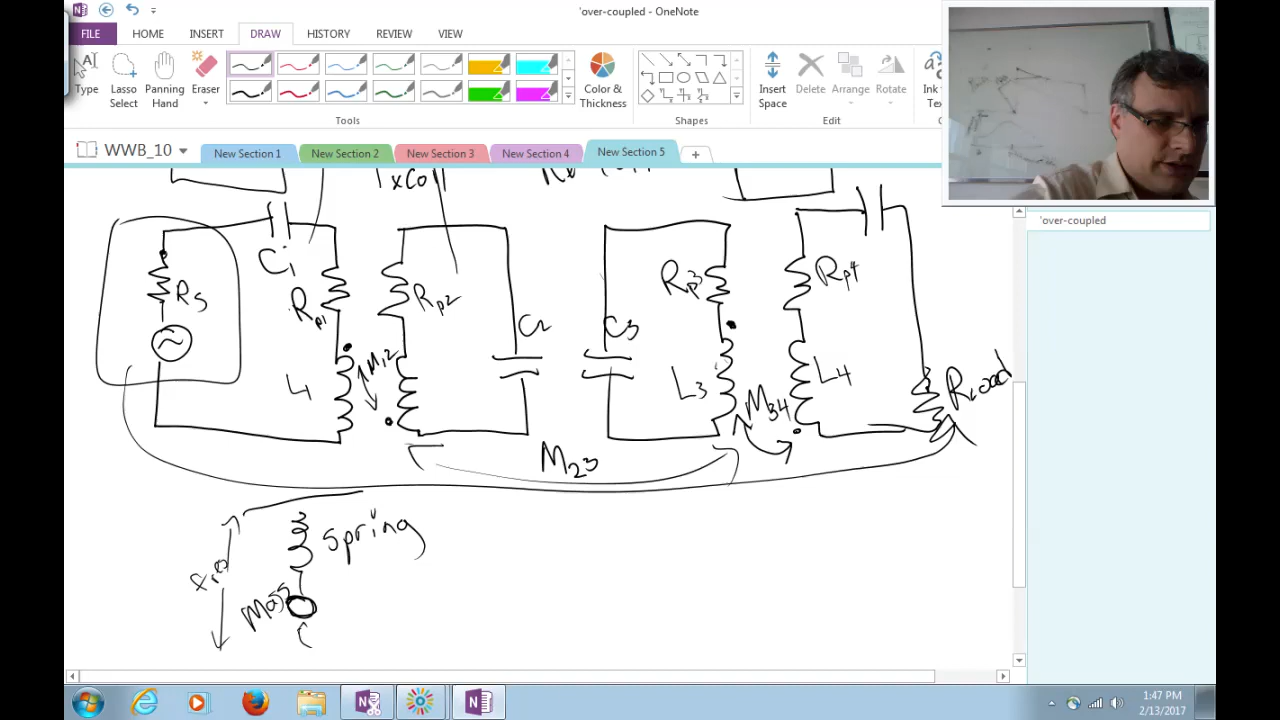 'over-coupled - OneNote
FILE HOME INSERT DRAW HISTORY REVIEW VIEW
Type
Lasso Select
Panning Hand
Eraser
Color & Thickness
Insert Space
Delete
Arrange
Rotate
Ink to
Tools
Shapes
Edit
WWB_10
New Section 1
New Section 2
New Section 3
New Section 4
New Section 5
'over-coupled
TxCoil
C1
RS
Rp1
Rp2
C2
C3
Rp3
Rp4
M12
L1
L3
M34
L4
RLoad
M23
Spring
Mass
1:47 PM
2/13/2017